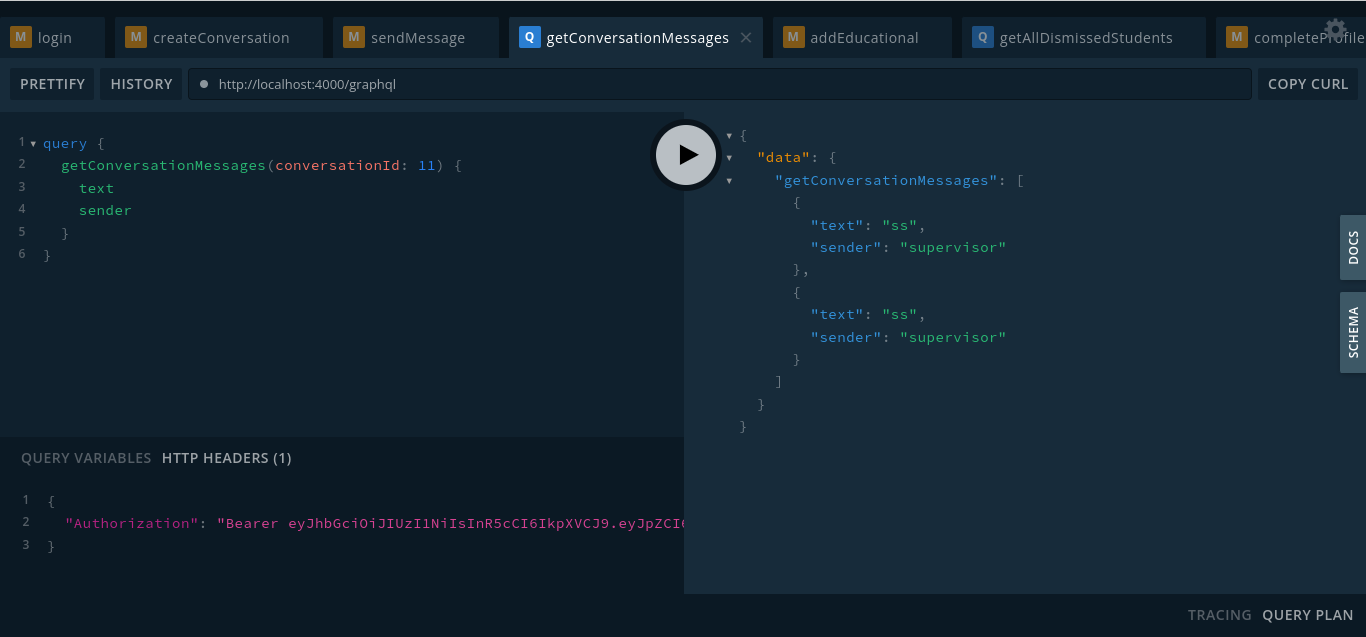 M login M createConversation M sendMessage Q getConversationMessages × M addEducational Q getAllDismissedStudents M completeProfile
PRETTIFY HISTORY http://localhost:4000/graphql COPY CURL
1 query {
2 getConversationMessages(conversationId: 11) {
3 text
4 sender
5 }
6 }
{
"data": {
"getConversationMessages": [
{
"text": "ss",
"sender": "supervisor"
},
{
"text": "ss",
"sender": "supervisor"
}
]
}
}
DOCS
SCHEMA
QUERY VARIABLES HTTP HEADERS (1)
1 {
2 "Authorization": "Bearer eyJhbGciOiJIUzI1NiIsInR5cCI6IkpXVCJ9.eyJpZCI6
3 }
TRACING QUERY PLAN